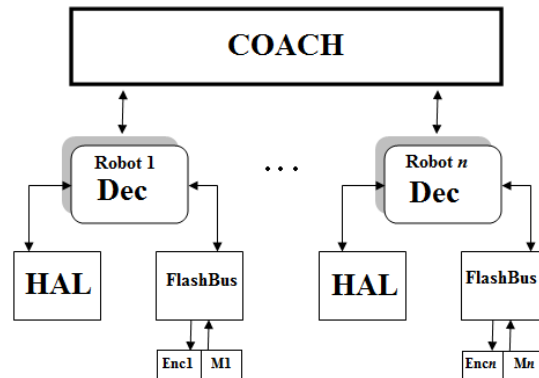 COACH
Robot 1
Dec
...
Robot n
Dec
HAL
FlashBus
HAL
FlashBus
Enc1 M1
Encn Mn